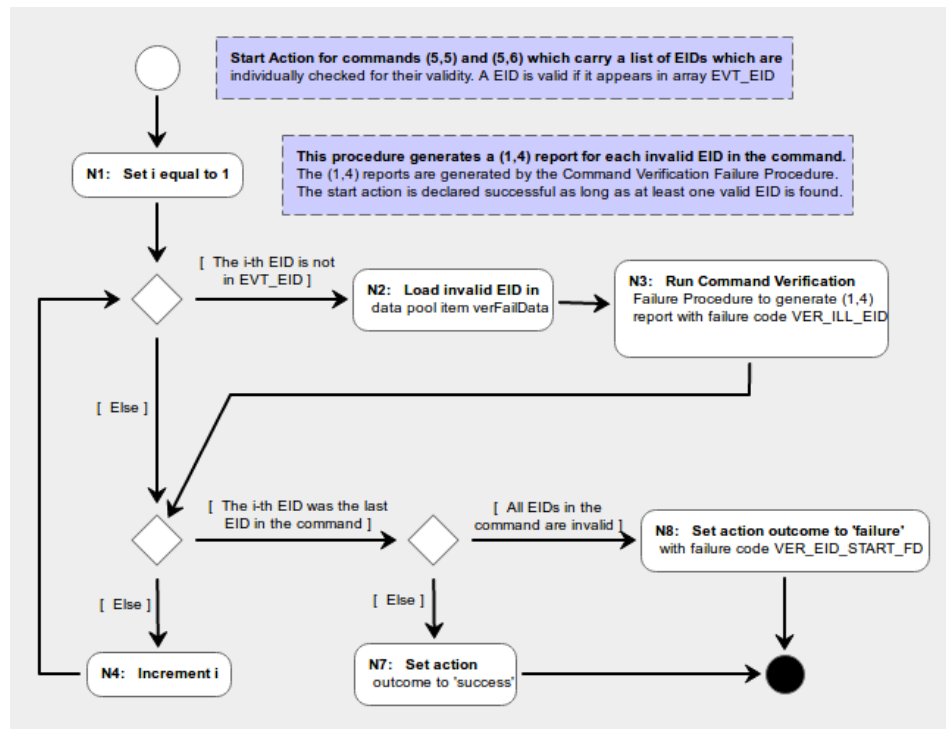 Start Action for commands (5,5) and (5,6) which carry a list of EIDs which are
individually checked for their validity. A EID is valid if it appears in array EVT_EID
This procedure generates a (1,4) report for each invalid EID in the command.
The (1,4) reports are generated by the Command Verification Failure Procedure.
The start action is declared successful as long as at least one valid EID is found.
N1: Set i equal to 1
[ The i-th EID is not
in EVT_EID ]
N2: Load invalid EID in
data pool item verFailData
N3: Run Command Verification
Failure Procedure to generate (1,4)
report with failure code VER_ILL_EID
[ Else ]
[ The i-th EID was the last
EID in the command ]
[ All EIDs in the
command are invalid ]
N8: Set action outcome to 'failure'
with failure code VER_EID_START_FD
[ Else ]
[ Else ]
N4: Increment i
N7: Set action
outcome to 'success'